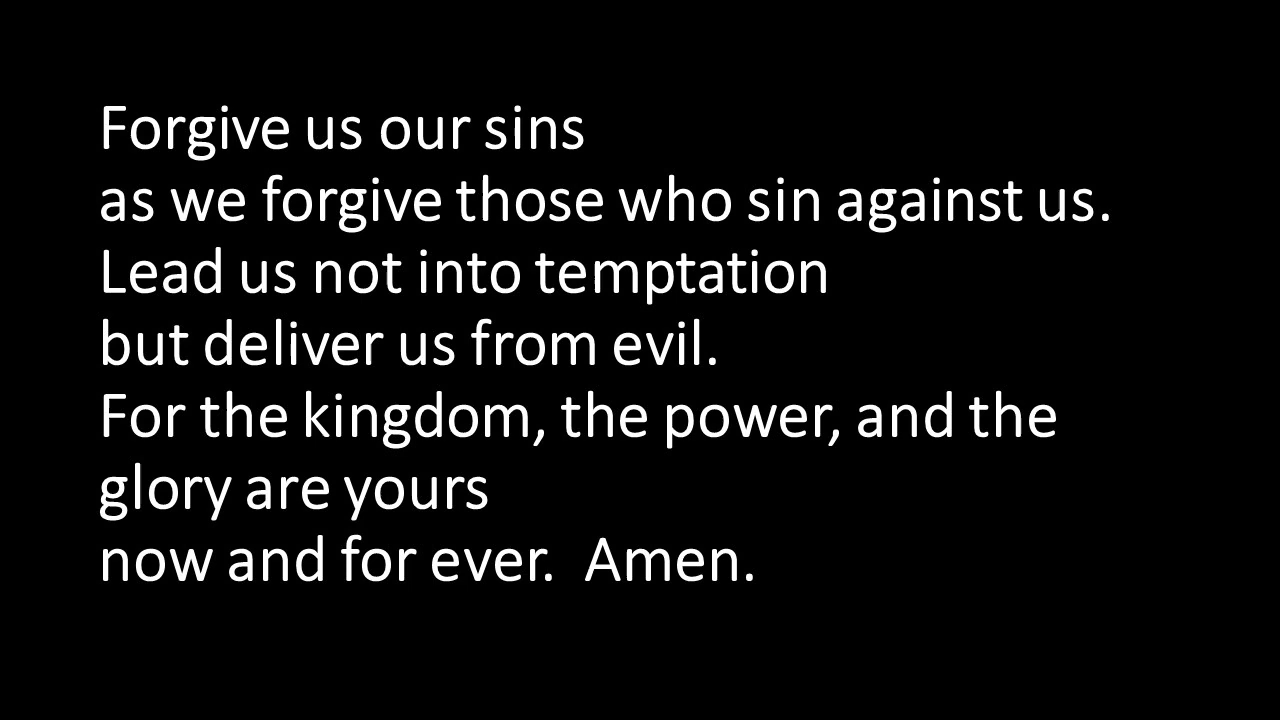 Forgive us our sins
as we forgive those who sin against us.
Lead us not into temptation
but deliver us from evil.
For the kingdom, the power, and the
glory are yours
now and for ever.  Amen.